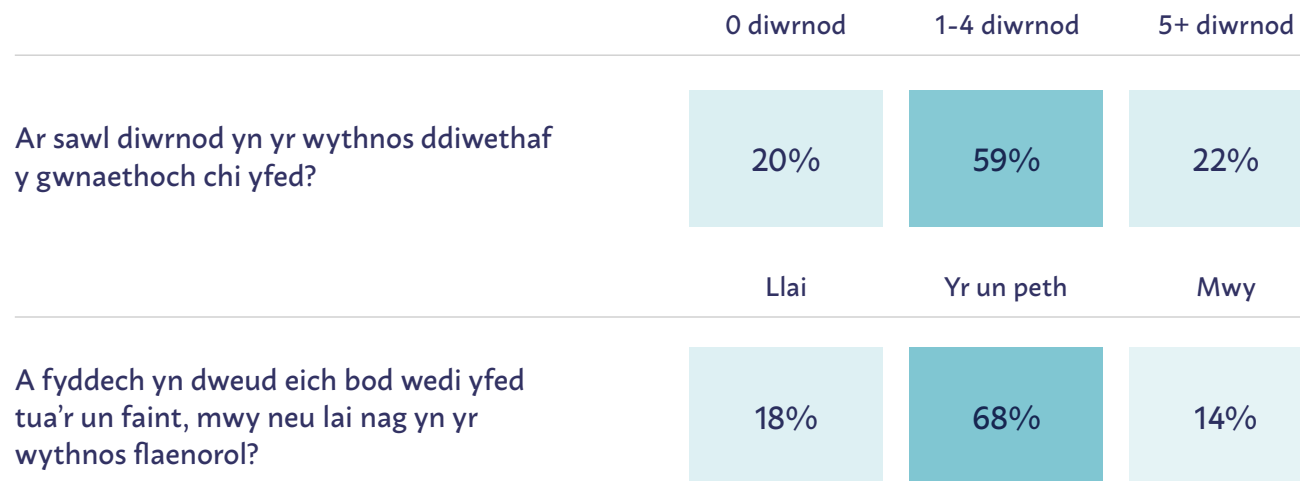 0 diwrnod 1-4 diwrnod 5+ diwrnod
Ar sawl diwrnod yn yr wythnos ddiwethaf
y gwnaethoch chi yfed?
20% 59% 22%
Llai Yr un peth Mwy
A fyddech yn dweud eich bod wedi yfed
tua'r un faint, mwy neu lai nag yn yr
wythnos flaenorol?
18% 68% 14%